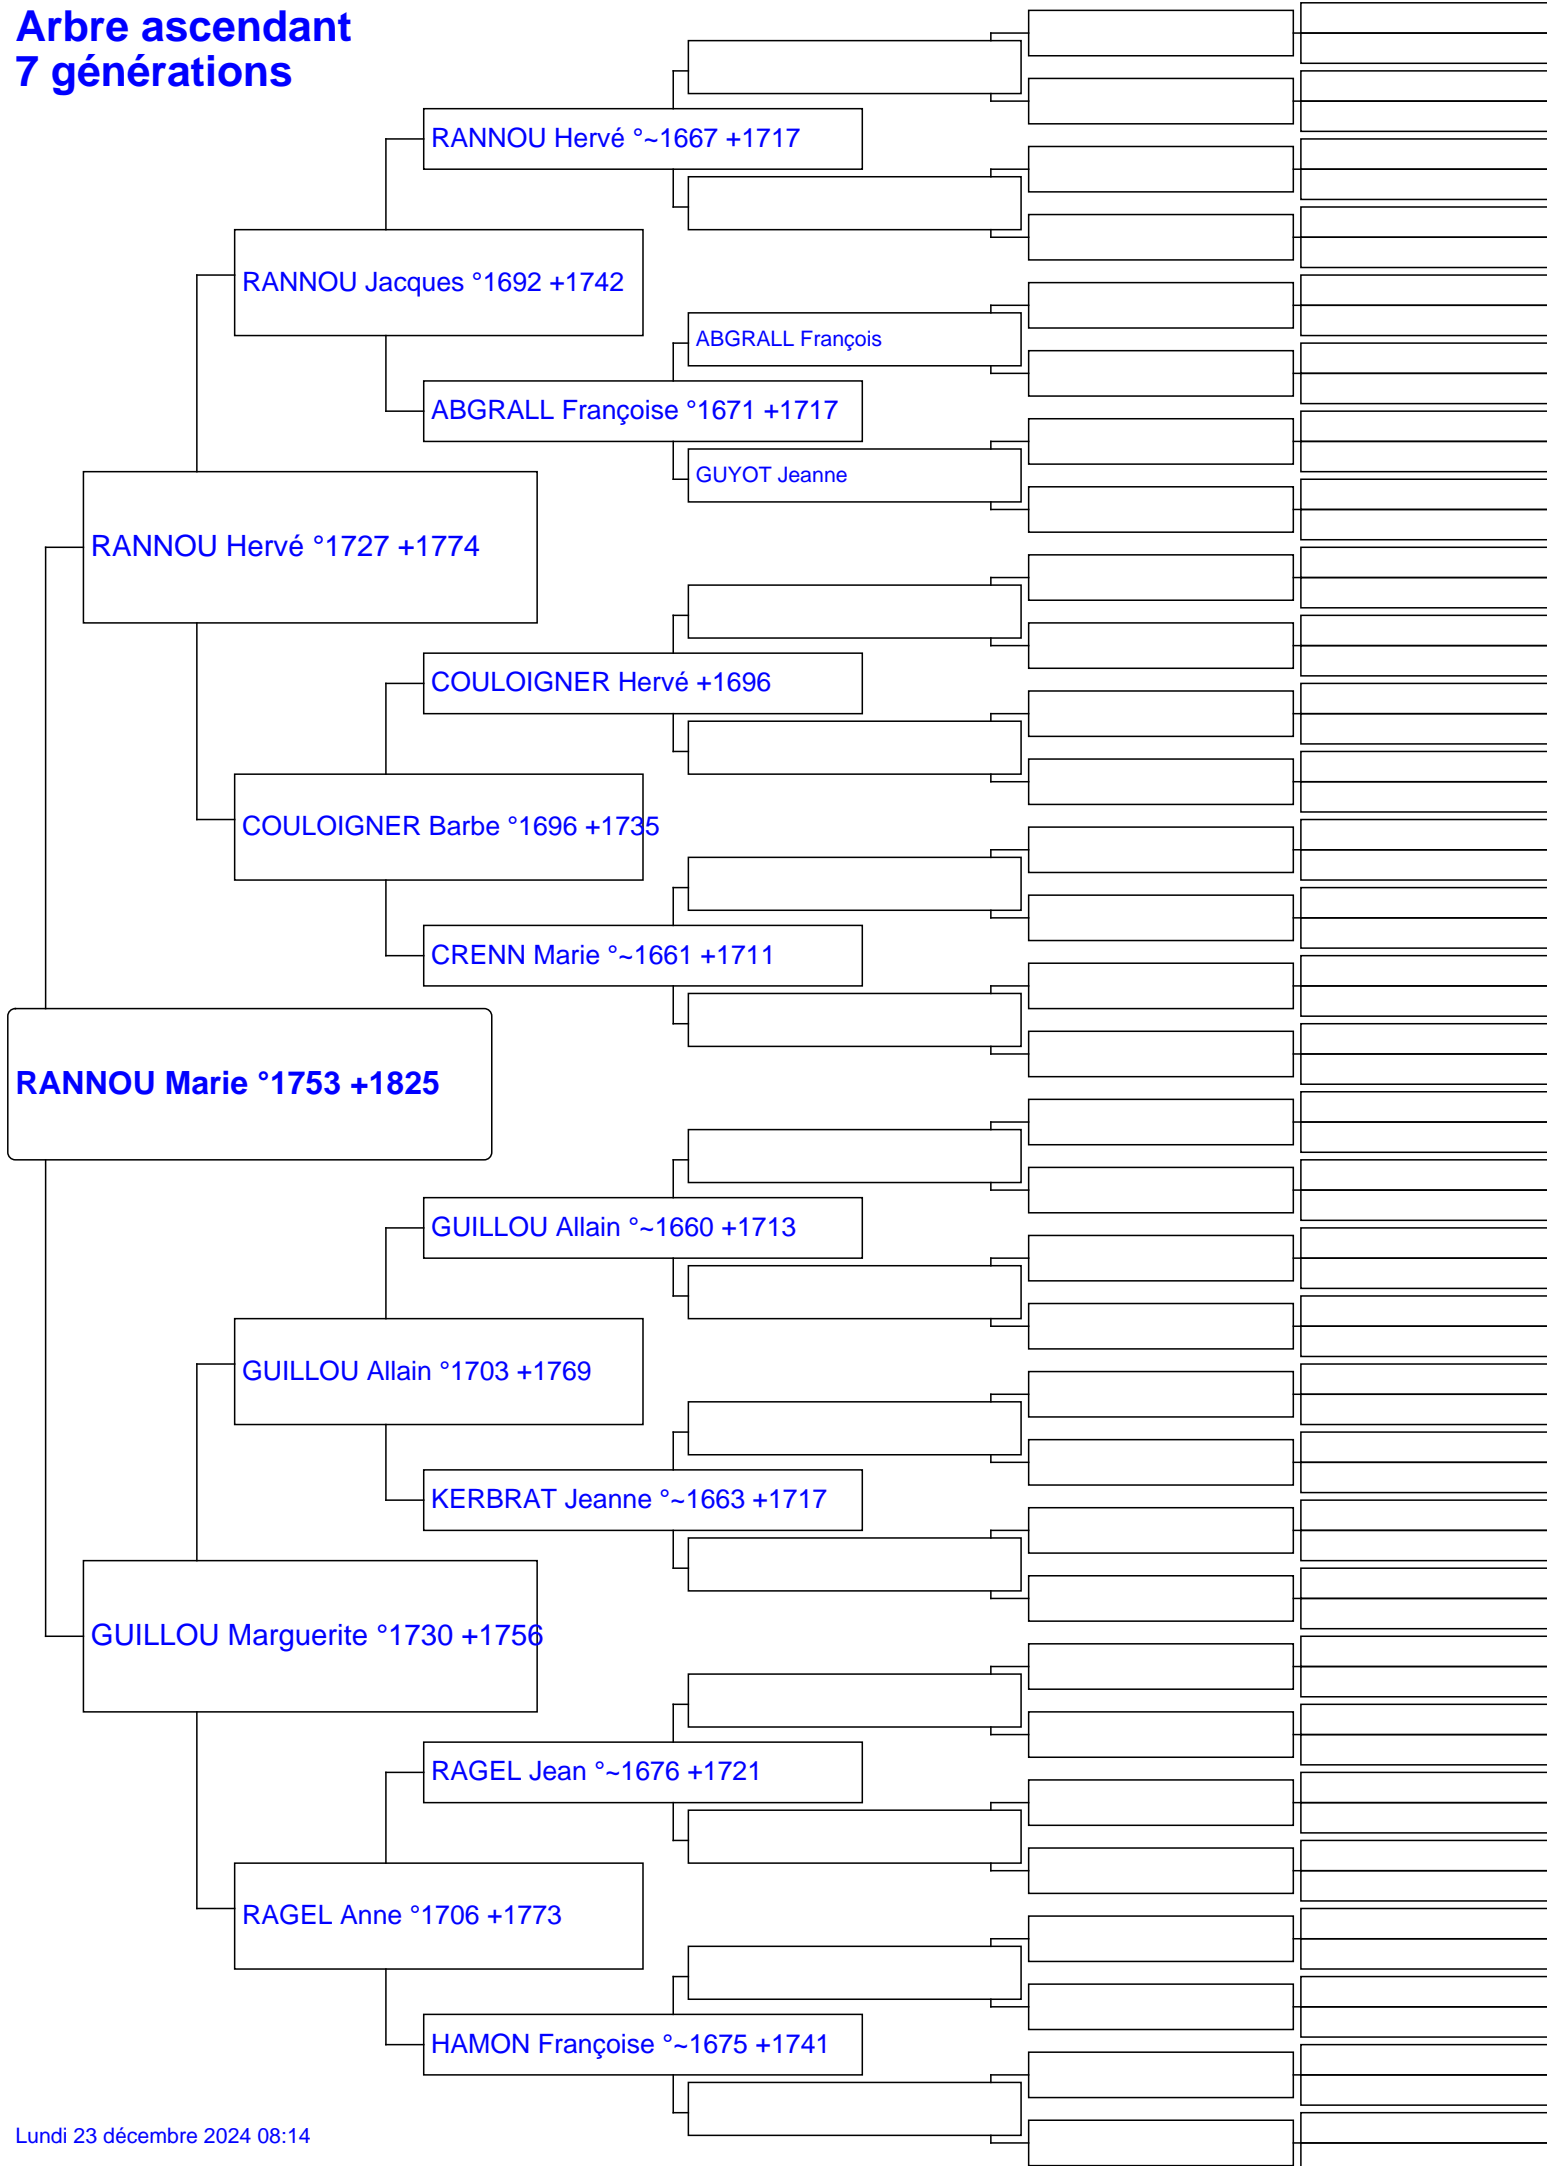 Arbre ascendant
7 générations
RANNOU Hervé °~1667 +1717
RANNOU Jacques °1692 +1742
ABGRALL François
ABGRALL Françoise °1671 +1717
GUYOT Jeanne
RANNOU Hervé °1727 +1774
COULOIGNER Hervé +1696
COULOIGNER Barbe °1696 +1735
CRENN Marie °~1661 +1711
RANNOU Marie °1753 +1825
GUILLOU Allain °~1660 +1713
GUILLOU Allain °1703 +1769
KERBRAT Jeanne °~1663 +1717
GUILLOU Marguerite °1730 +1756
RAGEL Jean °~1676 +1721
RAGEL Anne °1706 +1773
HAMON Françoise °~1675 +1741
Lundi 23 décembre 2024 08:14